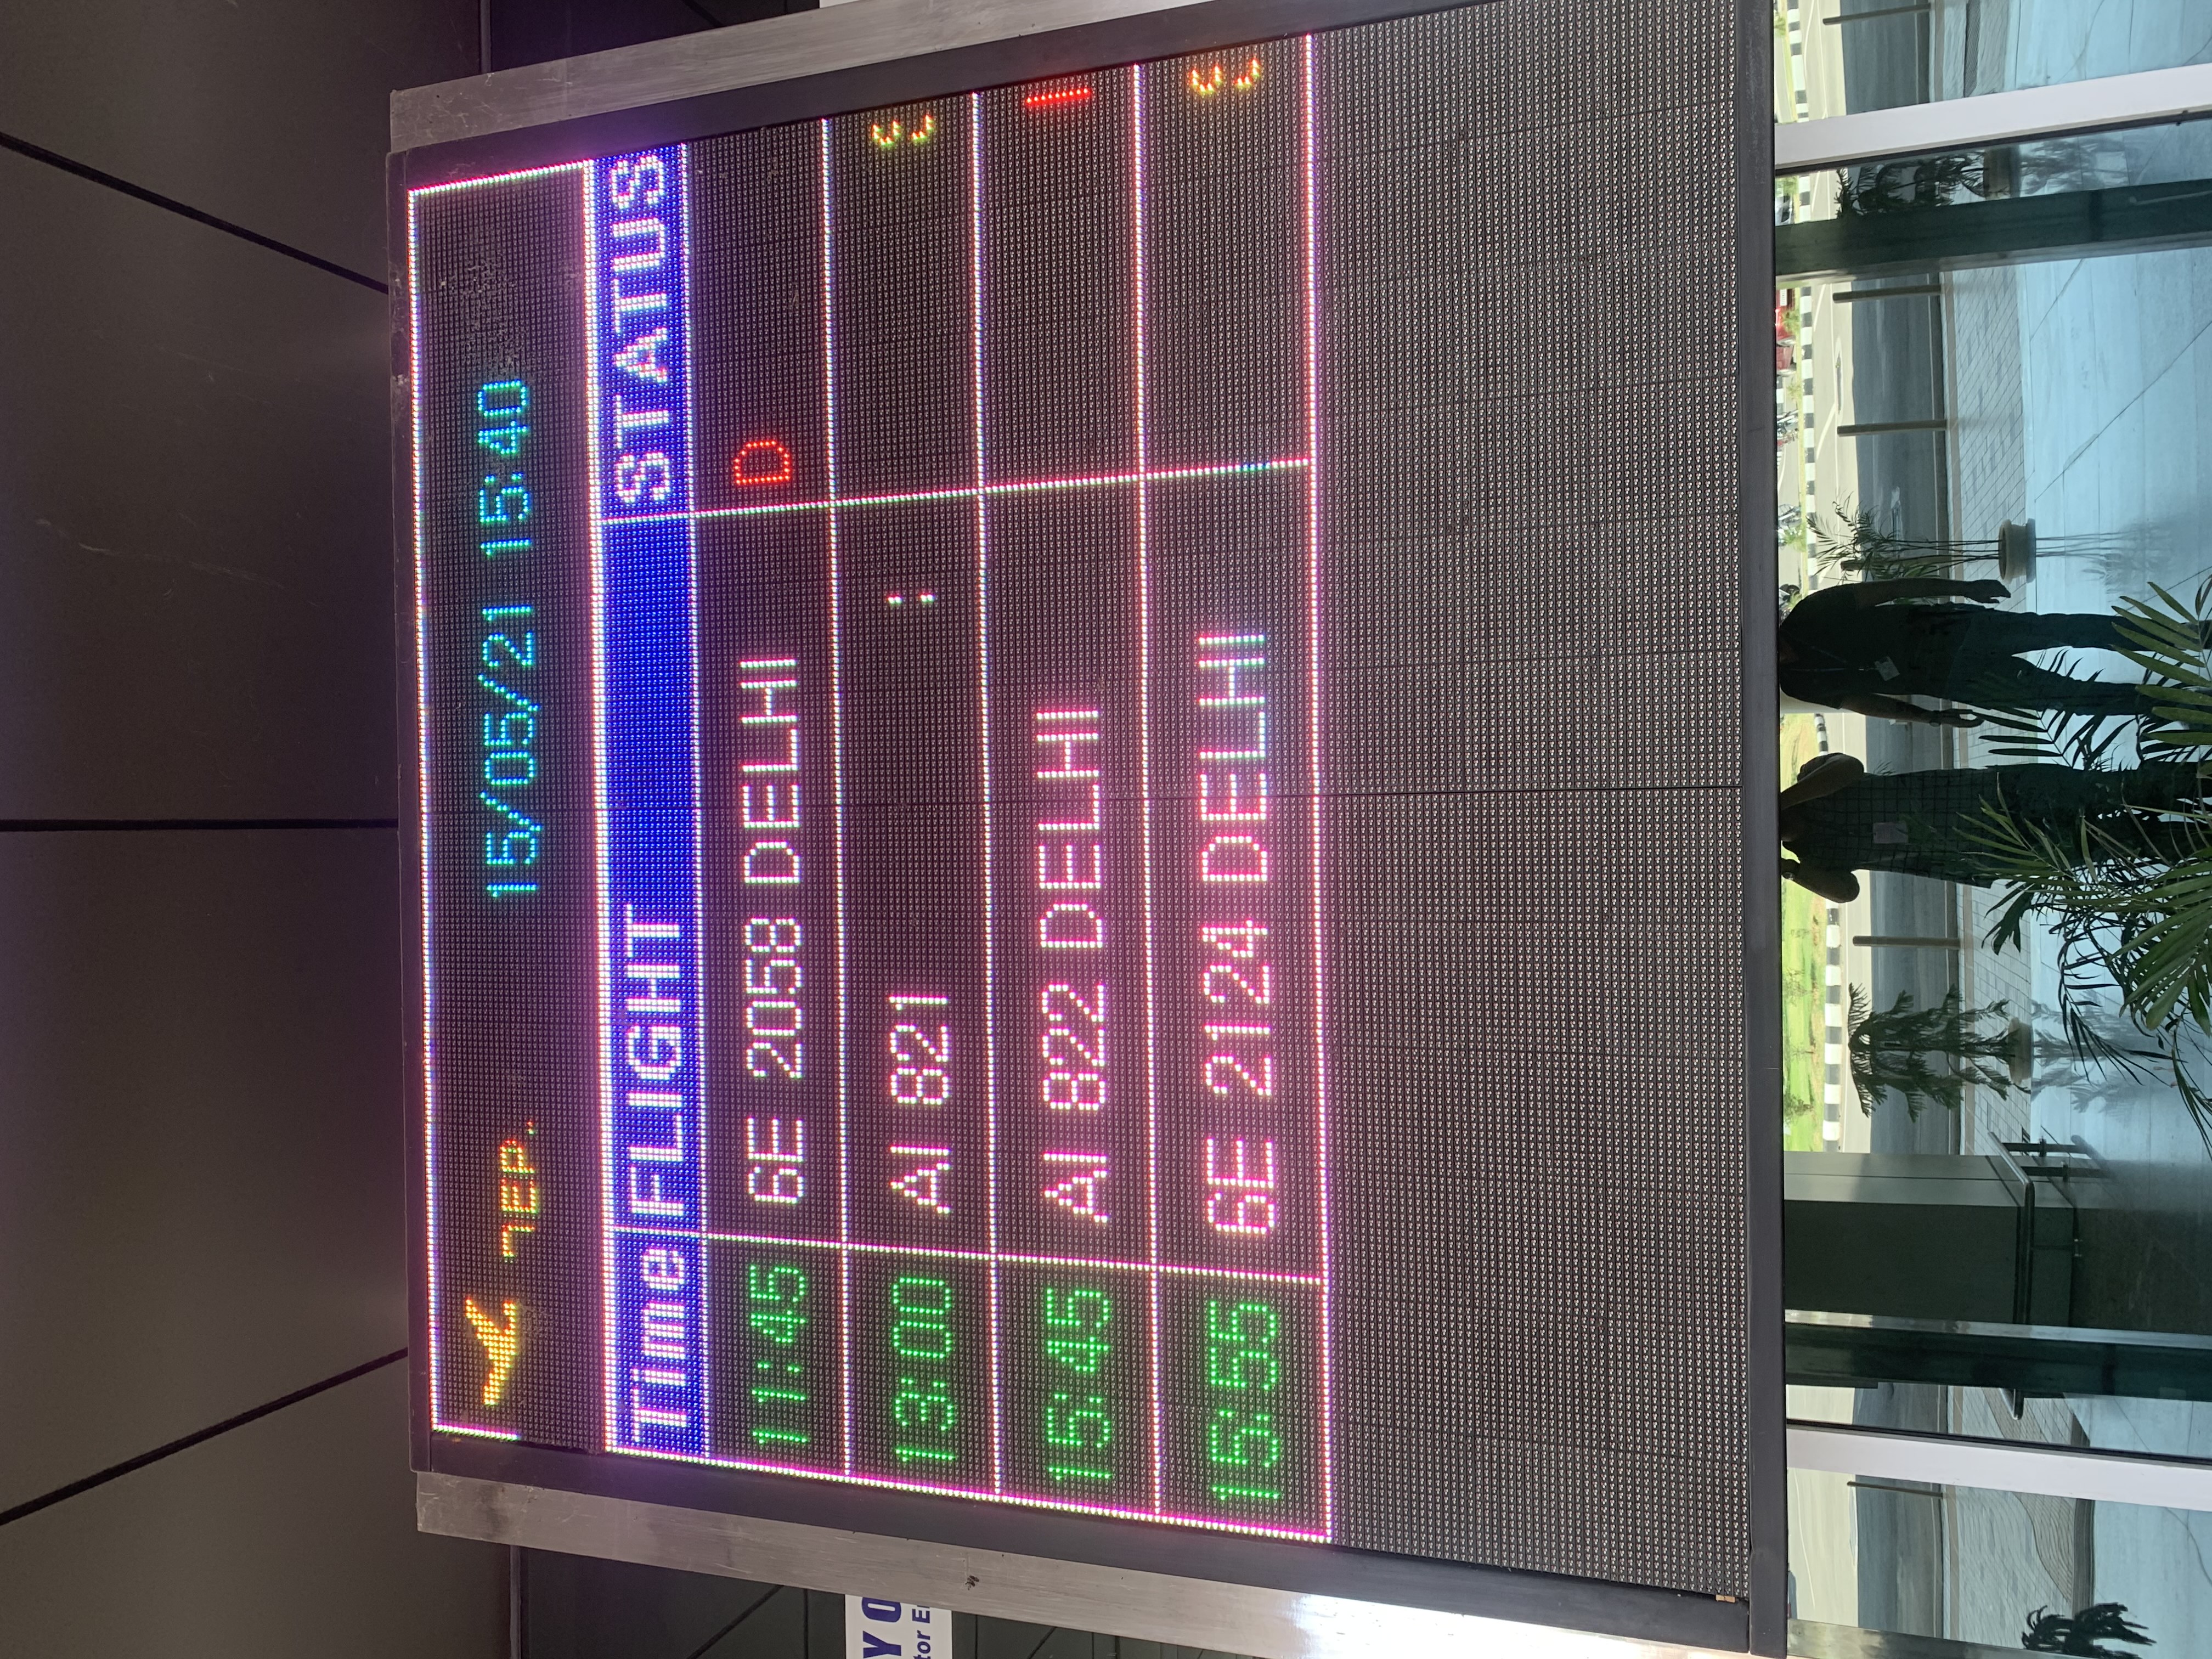 15/05/21 15:40
Time FLIGHT STATUS
11:45 6E 2058 DELHI D
13:00 AI 821 :
15:45 AI 822 DELHI
15:55 6E 2124 DELHI